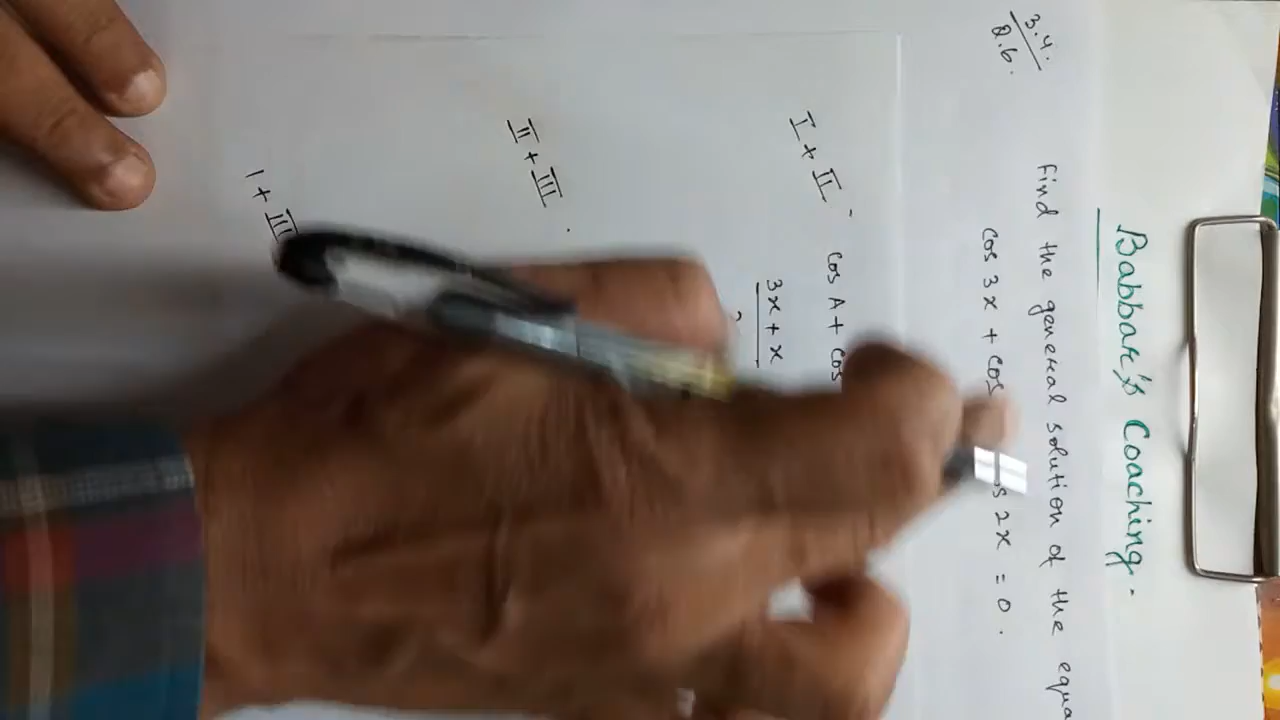 Babbar's Coaching.
3.4.
Q.6.
Find the general solution of the
cos 3x + cos 2x = 0.
I + II - cos A + cos
3x + x
II + III
1 + III